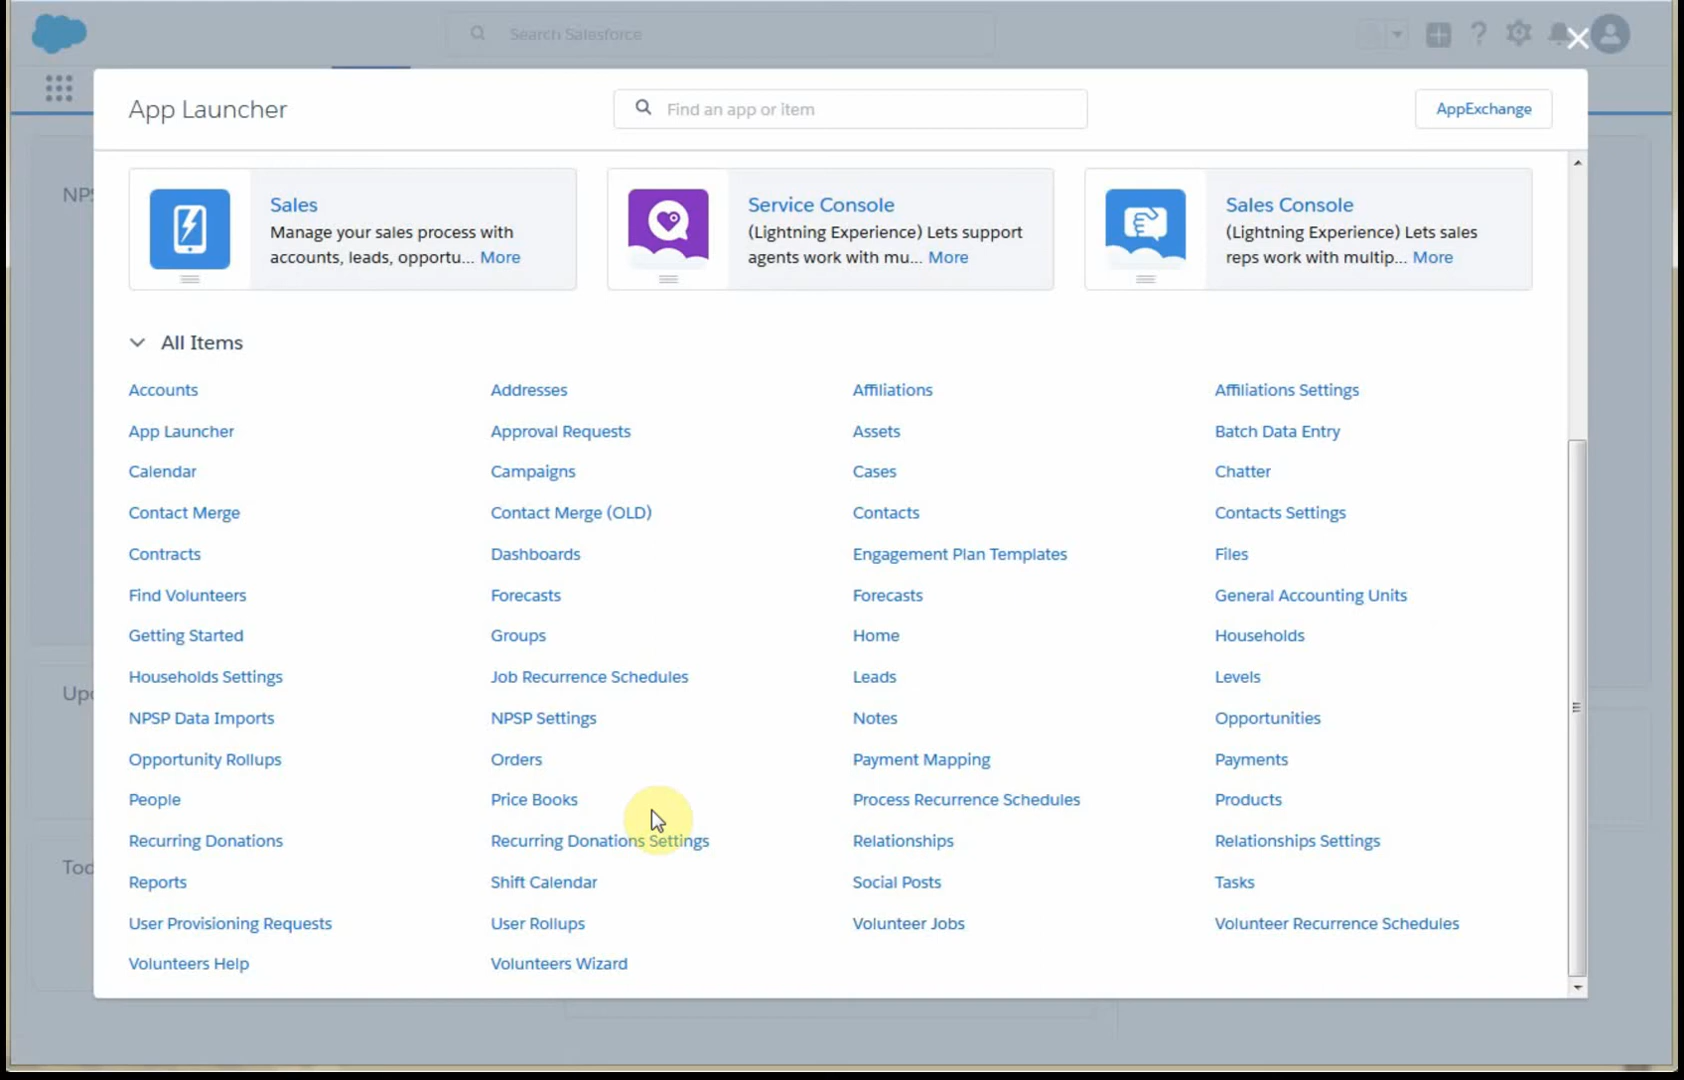 Search Salesforce
App Launcher
Find an app or item
AppExchange
NPS
Sales
Manage your sales process with
accounts, leads, opportu... More
Service Console
(Lightning Experience) Lets support
agents work with mu... More
Sales Console
(Lightning Experience) Lets sales
reps work with multip... More
All Items
Accounts Addresses Affiliations Affiliations Settings
App Launcher Approval Requests Assets Batch Data Entry
Calendar Campaigns Cases Chatter
Contact Merge Contact Merge (OLD) Contacts Contacts Settings
Contracts Dashboards Engagement Plan Templates Files
Find Volunteers Forecasts Forecasts General Accounting Units
Getting Started Groups Home Households
Households Settings Job Recurrence Schedules Leads Levels
Upc
NPSP Data Imports NPSP Settings Notes Opportunities
Opportunity Rollups Orders Payment Mapping Payments
People Price Books Process Recurrence Schedules Products
Recurring Donations Recurring Donations Settings Relationships Relationships Settings
Tod
Reports Shift Calendar Social Posts Tasks
User Provisioning Requests User Rollups Volunteer Jobs Volunteer Recurrence Schedules
Volunteers Help Volunteers Wizard